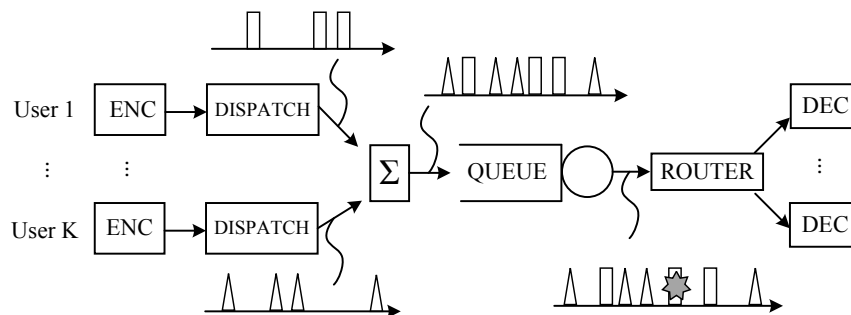 User 1 ENC DISPATCH DEC
Σ QUEUE ROUTER
User K ENC DISPATCH DEC